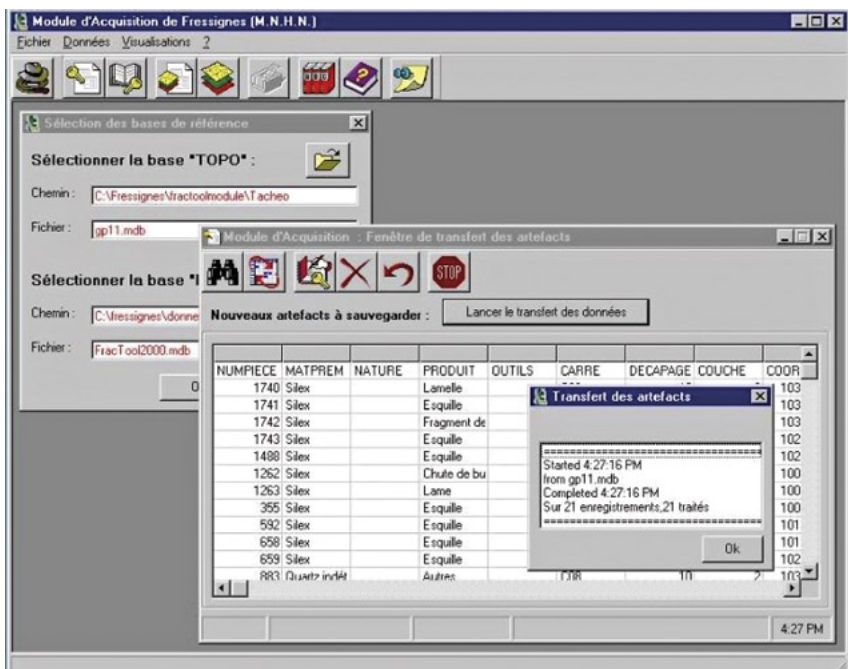 Module d'Acquisition de Fressignes (M.N.H.N.)
Fichier Données Visualisations ?
Sélection des bases de référence
Sélectionner la base "TOPO" :
Chemin : C:\Fressignes\fractoolmodule\Tacheo
Fichier : gp11.mdb
Sélectionner la base "
Chemin : C:\fressignes\donne
Fichier : FracTool2000.mdb
O
Module d'Acquisition : Fenêtre de transfert des artefacts
STOP
Nouveaux artefacts à sauvegarder : Lancer le transfert des données
NUMPIECE MATPREM NATURE PRODUIT OUTILS CARRE DECAPAGE COUCHE COOR
1740 Silex Lamelle 103
1741 Silex Esquille 103
1742 Silex Fragment de 103
1743 Silex Esquille 102
1488 Silex Esquille 102
1262 Silex Chute de bu 100
1263 Silex Lame 100
355 Silex Esquille 100
592 Silex Esquille 101
658 Silex Esquille 101
659 Silex Esquille 102
883 Quartz indét Autres C08 10 2 103
Transfert des artefacts
====================
Started 4:27:16 PM
from gp11.mdb
Completed 4:27:16 PM
Sur 21 enregistrements,21 traités
====================
Ok
4:27 PM